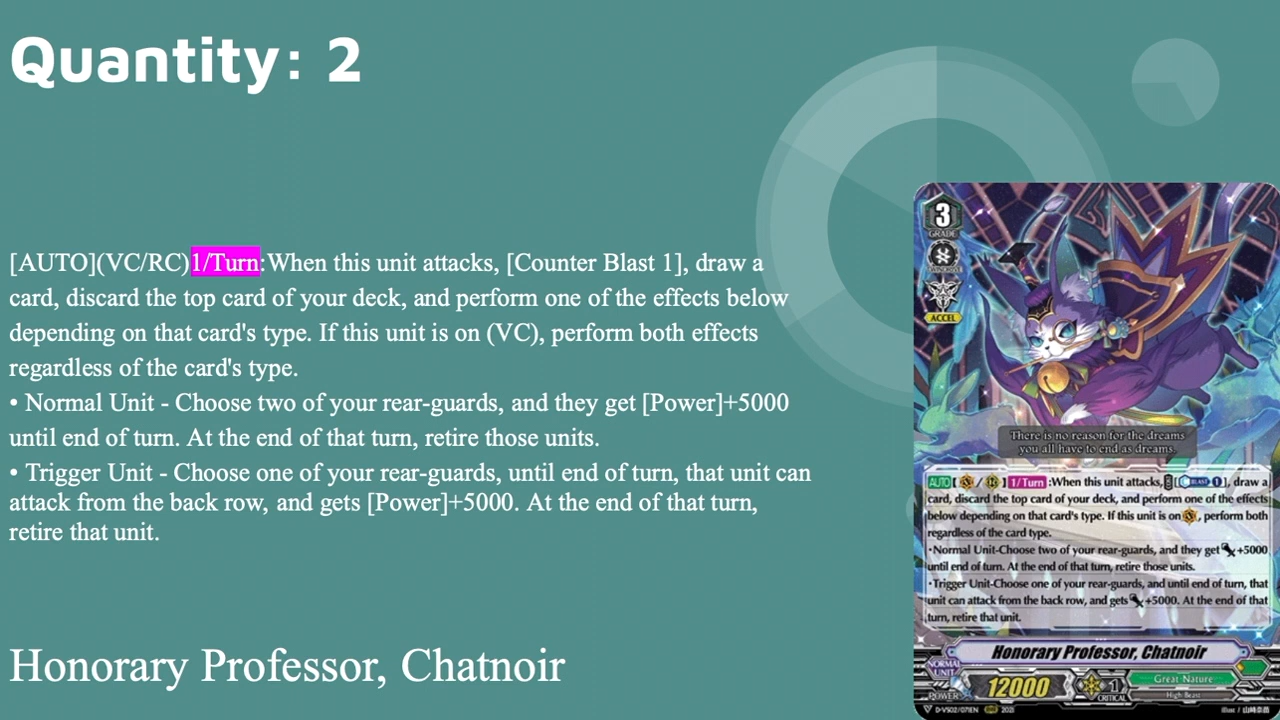 Quantity: 2
[AUTO](VC/RC)1/Turn:When this unit attacks, [Counter Blast 1], draw a
card, discard the top card of your deck, and perform one of the effects below
depending on that card's type. If this unit is on (VC), perform both effects
regardless of the card's type.
• Normal Unit - Choose two of your rear-guards, and they get [Power]+5000
until end of turn. At the end of that turn, retire those units.
• Trigger Unit - Choose one of your rear-guards, until end of turn, that unit can
attack from the back row, and gets [Power]+5000. At the end of that turn,
retire that unit.
Honorary Professor, Chatnoir
3
GRADE
ACCEL
There is no reason for the dreams
you all have to end as dreams.
AUTO [ / ] 1/Turn :When this unit attacks, [ BLAST 1 ], draw a
card, discard the top card of your deck, and perform one of the effects
below depending on that card's type. If this unit is on , perform both
regardless of the card type.
・Normal Unit-Choose two of your rear-guards, and they get +5000
until end of turn. At the end of that turn, retire those units.
・Trigger Unit-Choose one of your rear-guards, and until end of turn, that
unit can attack from the back row, and gets +5000. At the end of that
turn, retire that unit.
Honorary Professor, Chatnoir
NORMAL
UNIT
POWER 12000 1 CRITICAL
Great Nature
High Beast
D-VS02/071EN 2021
Illust /